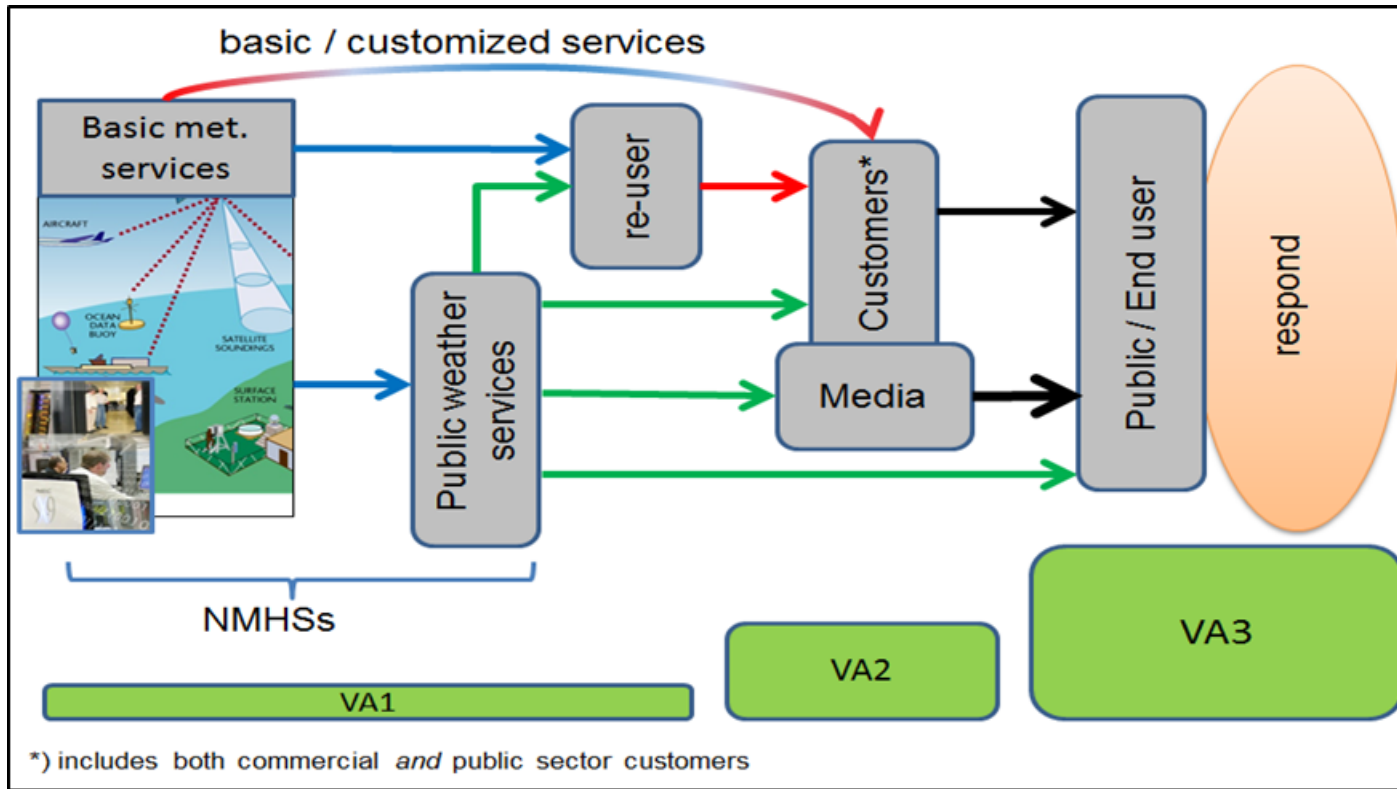 basic / customized services
Basic met.
services
AIRCRAFT
OCEAN
DATA
BUOY
SATELLITE
SOUNDINGS
SURFACE
STATION
Public weather
services
re-user
Customers*
Media
Public / End user
respond
NMHSs
VA1
VA2
VA3
*) includes both commercial and public sector customers